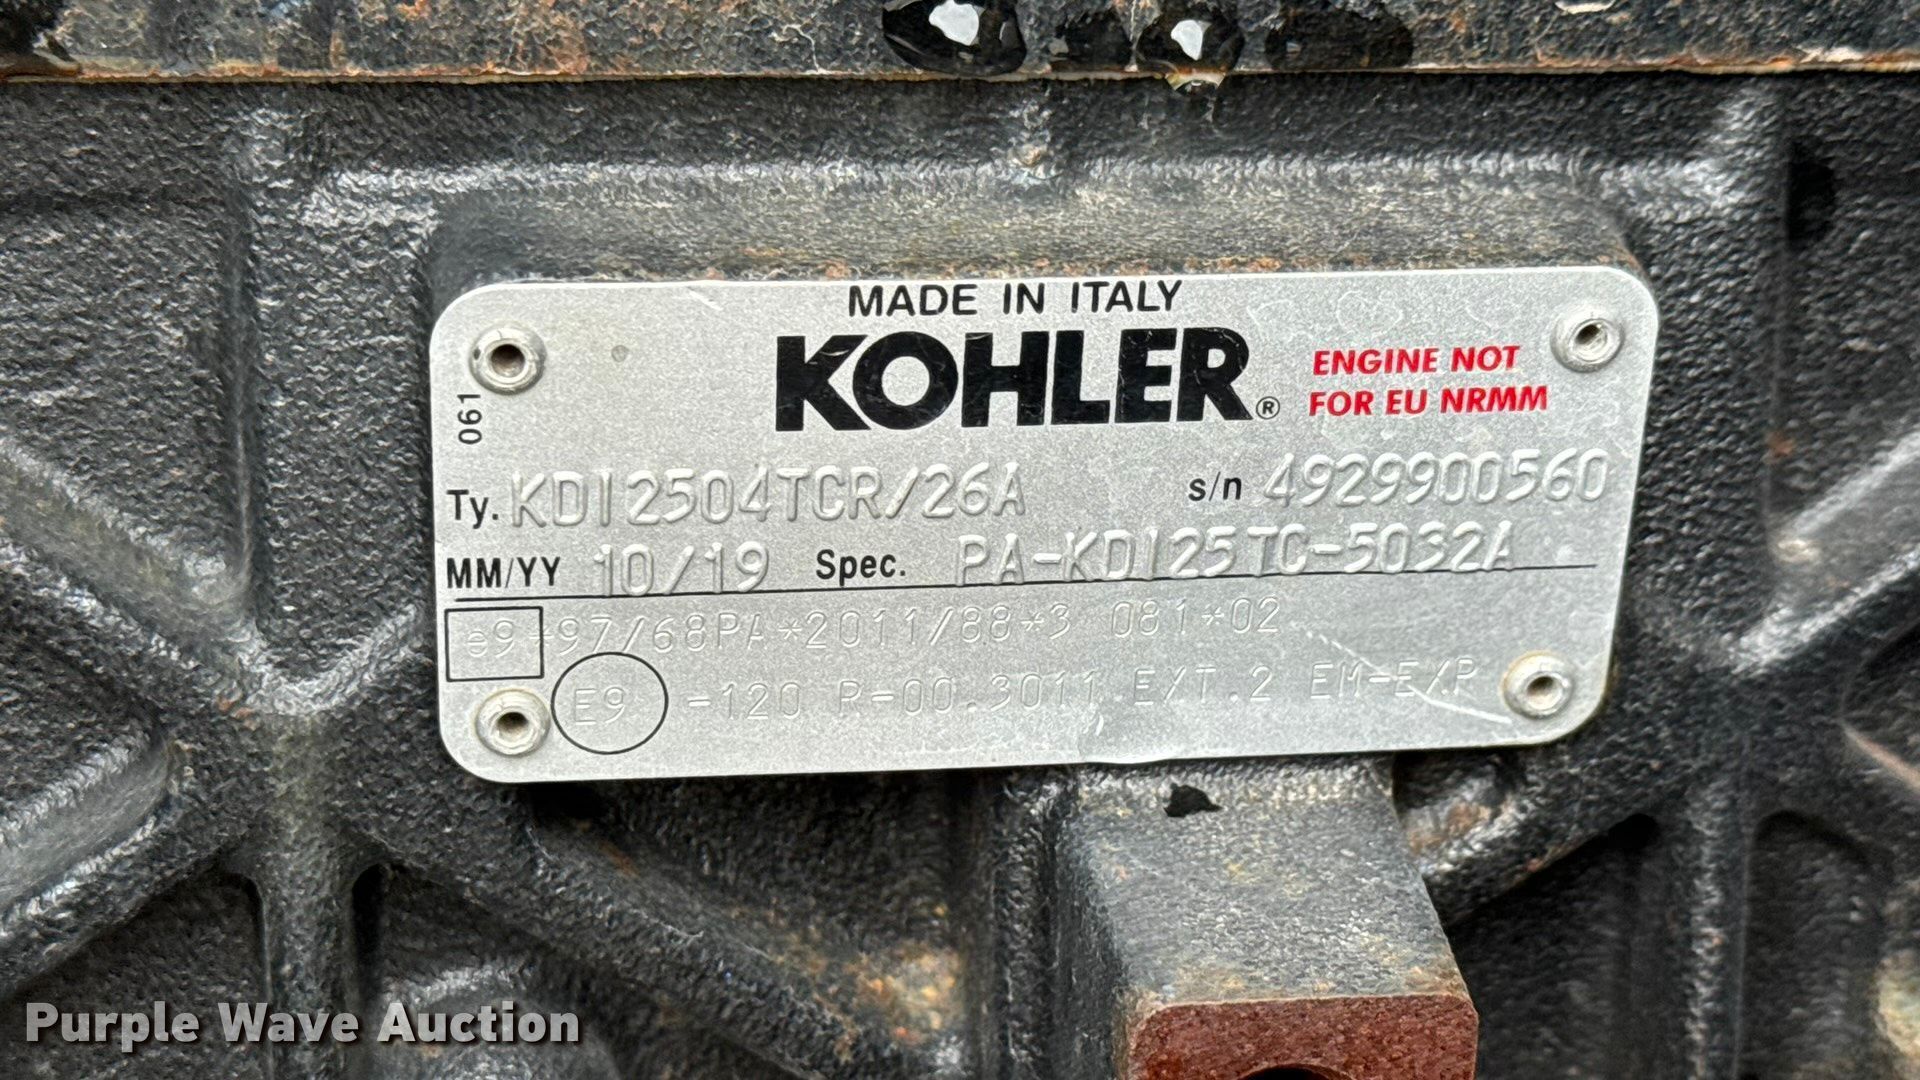 MADE IN ITALY
KOHLER®
ENGINE NOT
FOR EU NRMM
061
Ty. KDI2504TCR/26A s/n 4929900560
MM/YY 10/19 Spec. PA-KDI25TC-5032A
e9*97/68PA*2011/88*3 081*02
E9 -120 R-00.3011 E/T.2 EM-E/P
Purple Wave Auction